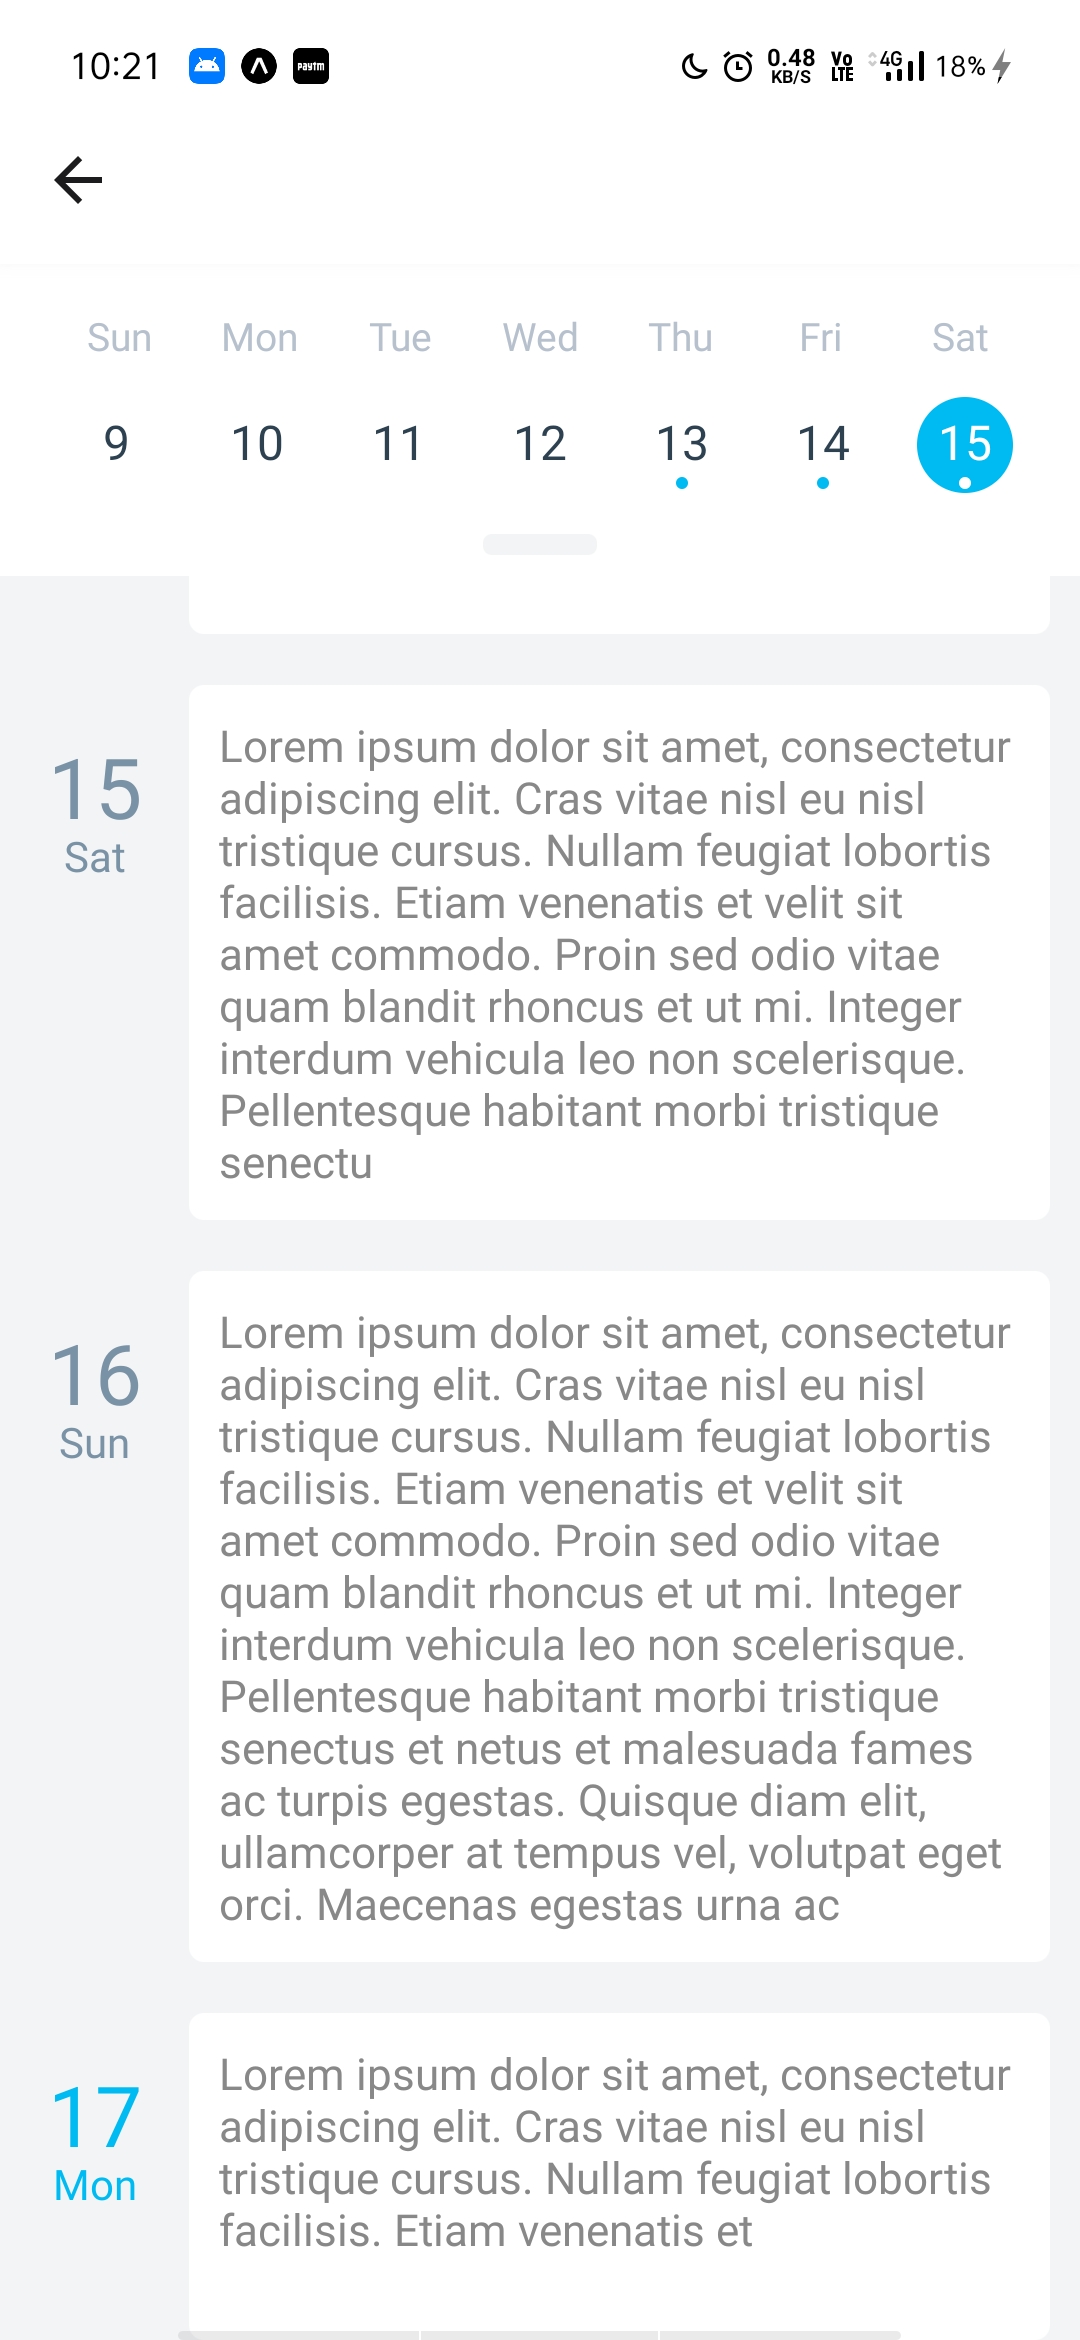 10:21
paytm
0.48 KB/S
Vo LTE
4G
18%
Sun Mon Tue Wed Thu Fri Sat
9 10 11 12 13 14 15
15
Sat
Lorem ipsum dolor sit amet, consectetur
adipiscing elit. Cras vitae nisl eu nisl
tristique cursus. Nullam feugiat lobortis
facilisis. Etiam venenatis et velit sit
amet commodo. Proin sed odio vitae
quam blandit rhoncus et ut mi. Integer
interdum vehicula leo non scelerisque.
Pellentesque habitant morbi tristique
senectu
16
Sun
Lorem ipsum dolor sit amet, consectetur
adipiscing elit. Cras vitae nisl eu nisl
tristique cursus. Nullam feugiat lobortis
facilisis. Etiam venenatis et velit sit
amet commodo. Proin sed odio vitae
quam blandit rhoncus et ut mi. Integer
interdum vehicula leo non scelerisque.
Pellentesque habitant morbi tristique
senectus et netus et malesuada fames
ac turpis egestas. Quisque diam elit,
ullamcorper at tempus vel, volutpat eget
orci. Maecenas egestas urna ac
17
Mon
Lorem ipsum dolor sit amet, consectetur
adipiscing elit. Cras vitae nisl eu nisl
tristique cursus. Nullam feugiat lobortis
facilisis. Etiam venenatis et